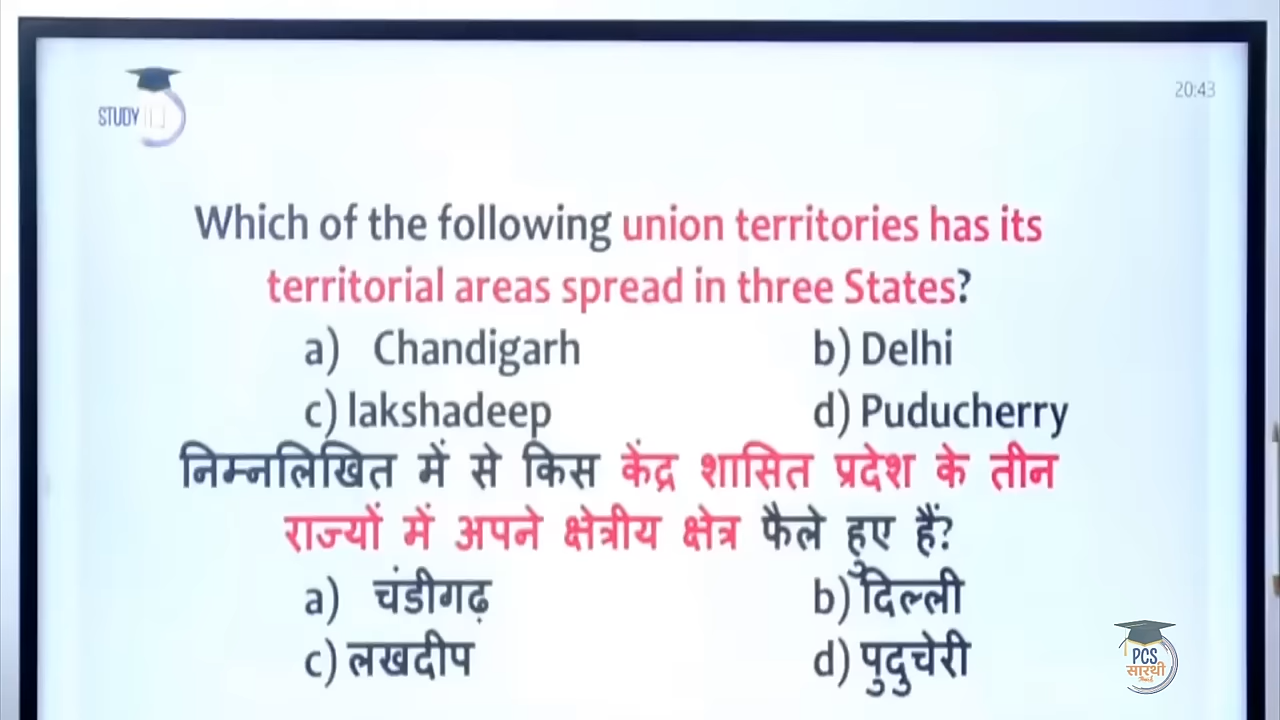 STUDY
20:43
Which of the following union territories has its
territorial areas spread in three States?
a) Chandigarh b) Delhi
c) lakshadeep d) Puducherry
निम्नलिखित में से किस केंद्र शासित प्रदेश के तीन
राज्यों में अपने क्षेत्रीय क्षेत्र फैले हुए हैं?
a) चंडीगढ़ b) दिल्ली
c) लखदीप d) पुदुचेरी
PCS
सारथी